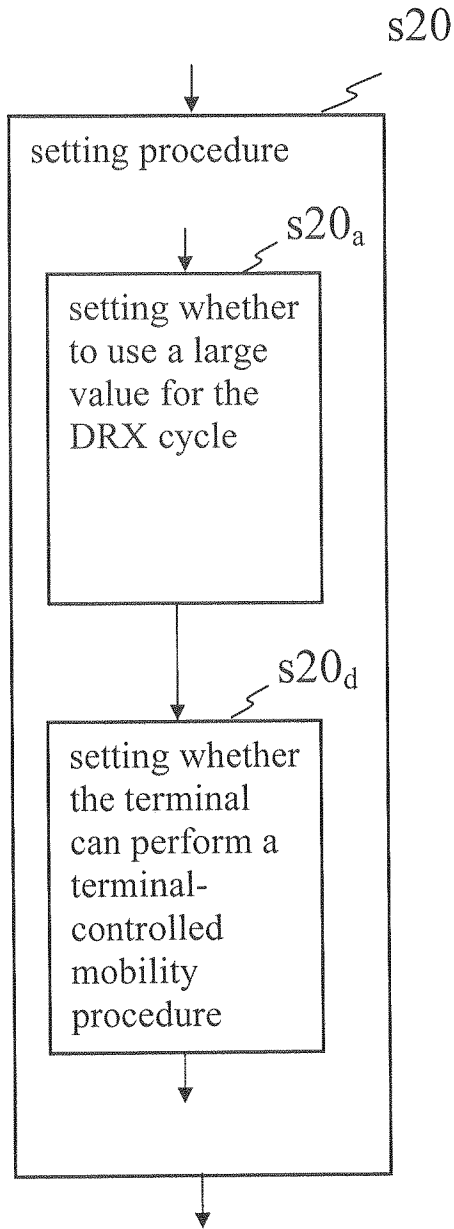 s20
setting procedure
s20a
setting whether
to use a large
value for the
DRX cycle
s20d
setting whether
the terminal
can perform a
terminal-
controlled
mobility
procedure